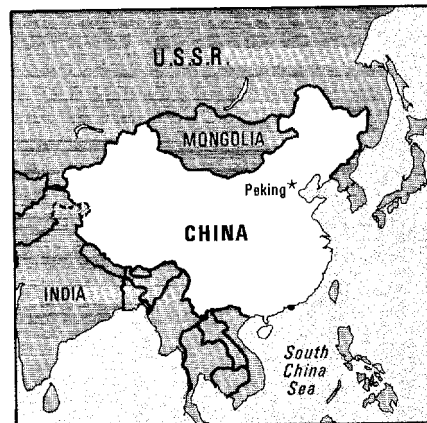 U.S.S.R.
MONGOLIA
Peking*
CHINA
INDIA
South
China
Sea